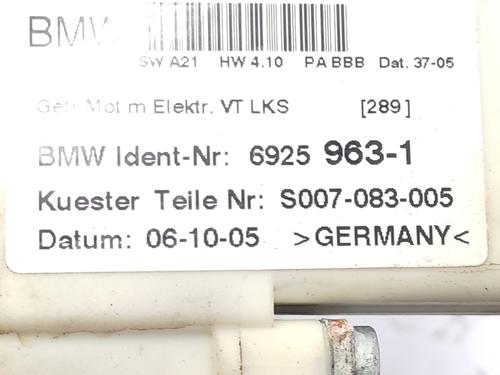 BMW
SW A21 HW 4.10 PA BBB Dat. 37-05
Getr Mot m Elektr. VT LKS [289]
BMW Ident-Nr: 6925 963-1
Kuester Teile Nr: S007-083-005
Datum: 06-10-05 >GERMANY<